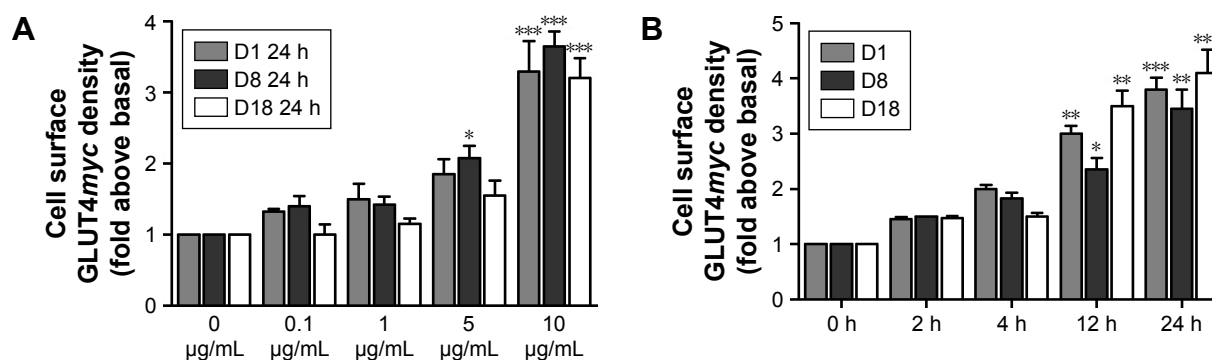 A
Cell surface
GLUT4myc density
(fold above basal)
4
3
2
1
0
D1 24 h
D8 24 h
D18 24 h
*
***
***
***
0
µg/mL
0.1
µg/mL
1
µg/mL
5
µg/mL
10
µg/mL
B
Cell surface
GLUT4myc density
(fold above basal)
5
4
3
2
1
0
D1
D8
D18
**
*
**
***
**
**
0 h
2 h
4 h
12 h
24 h